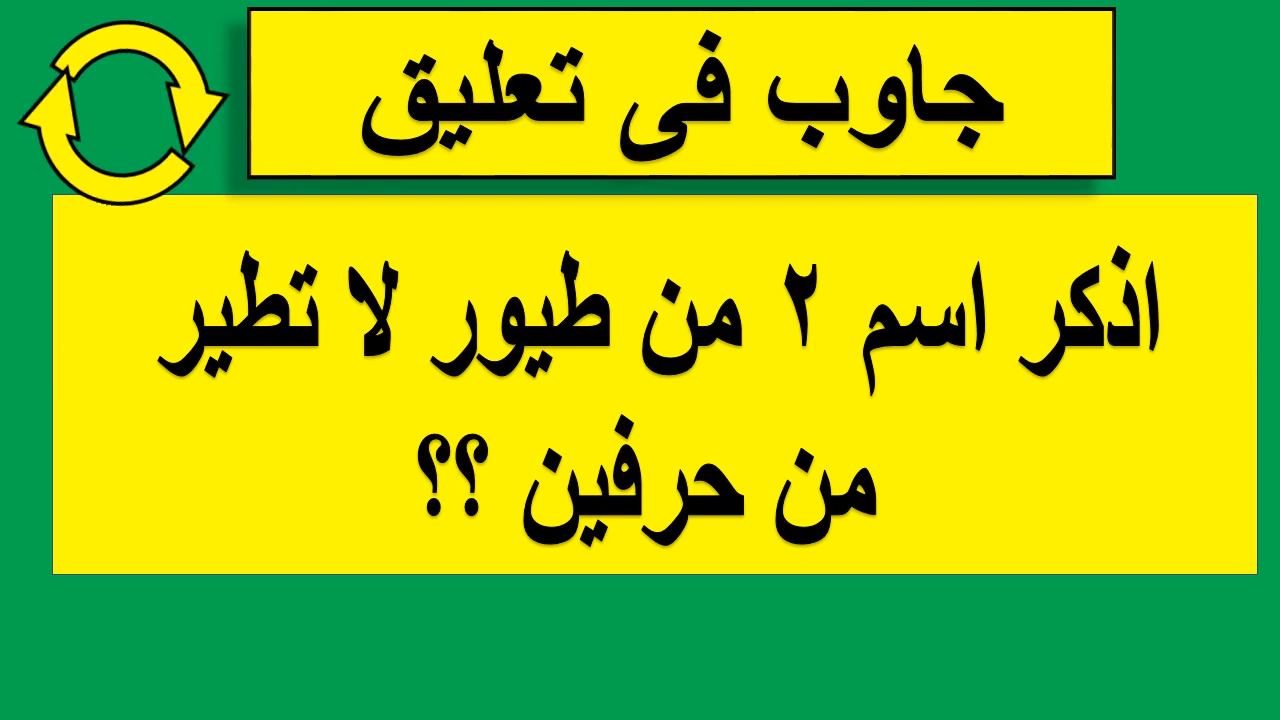 جاوب فى تعليق
اذكر اسم ٢ من طيور لا تطير
من حرفين ؟؟